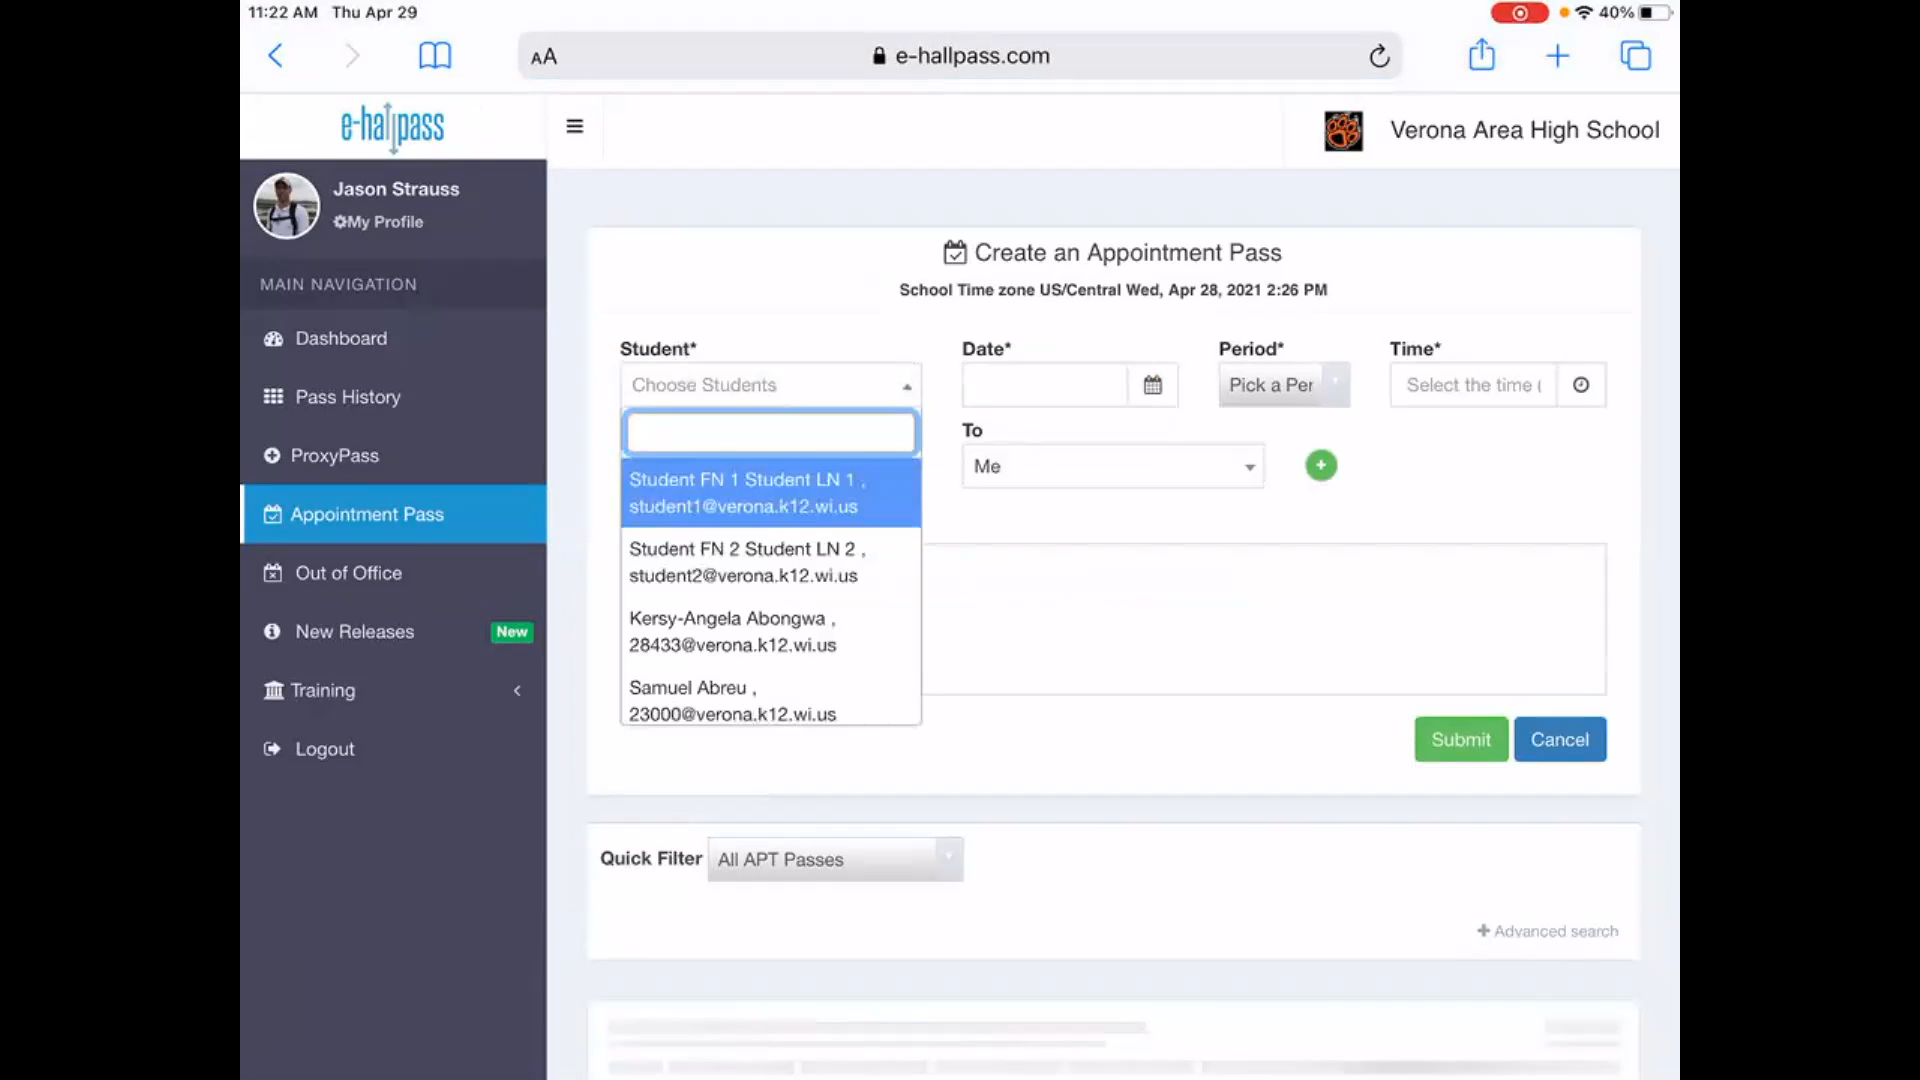 11:22 AM Thu Apr 29
40%
AA
e-hallpass.com
e-hallpass
Verona Area High School
Jason Strauss
My Profile
MAIN NAVIGATION
Dashboard
Pass History
ProxyPass
Appointment Pass
Out of Office
New Releases New
Training
Logout
Create an Appointment Pass
School Time zone US/Central Wed, Apr 28, 2021 2:26 PM
Student* Date* Period* Time*
Choose Students Pick a Per Select the time (
To
Me
Student FN 1 Student LN 1 ,
student1@verona.k12.wi.us
Student FN 2 Student LN 2 ,
student2@verona.k12.wi.us
Kersy-Angela Abongwa ,
28433@verona.k12.wi.us
Samuel Abreu ,
23000@verona.k12.wi.us
Submit Cancel
Quick Filter All APT Passes
Advanced search